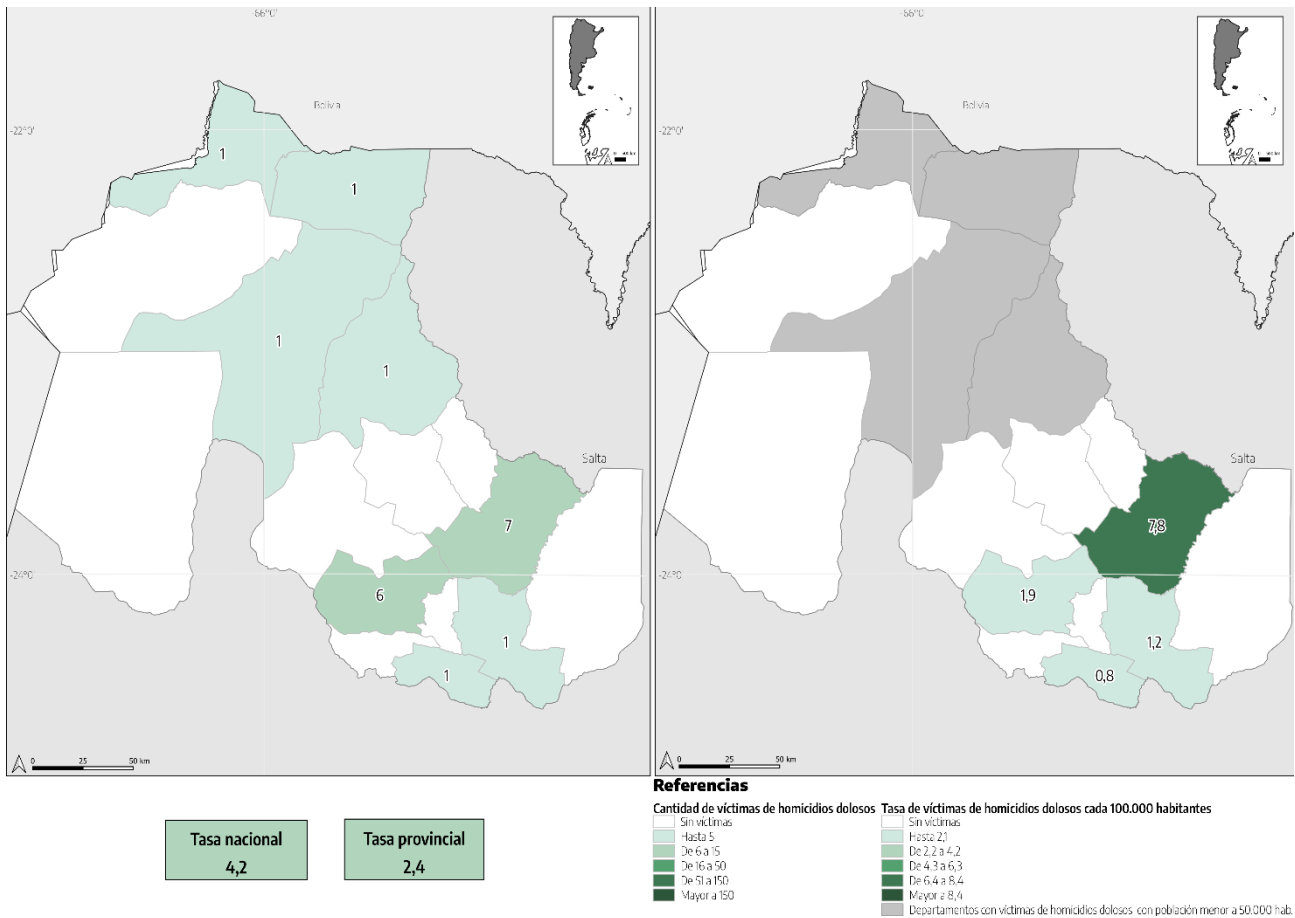 -66°0'
-66°0'
Bolivia
Bolivia
-22°0'
-22°0'
1
1
1
1
Salta
Salta
7
7,8
-24°0'
-24°0'
6
1,9
1
1,2
1
0,8
0 25 50 km
0 25 50 km
Referencias
Cantidad de víctimas de homicidios dolosos
Sin víctimas
Hasta 5
De 6 a 15
De 16 a 50
De 51 a 150
Mayor a 150
Tasa de víctimas de homicidios dolosos cada 100.000 habitantes
Sin víctimas
Hasta 2,1
De 2,2 a 4,2
De 4,3 a 6,3
De 6,4 a 8,4
Mayor a 8,4
Departamentos con víctimas de homicidios dolosos con población menor a 50.000 hab.
Tasa nacional
4,2
Tasa provincial
2,4